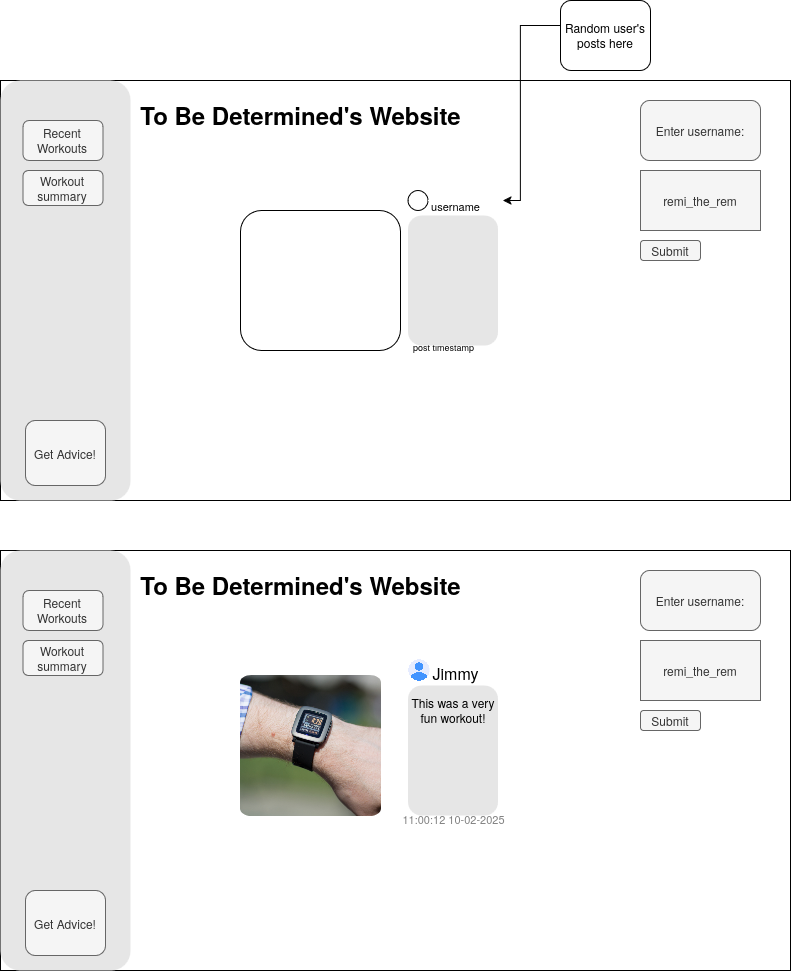 Random user's
posts here
To Be Determined's Website
Recent
Workouts
Workout
summary
Get Advice!
username
post timestamp
Enter username:
remi_the_rem
Submit
To Be Determined's Website
Recent
Workouts
Workout
summary
Get Advice!
Jimmy
This was a very
fun workout!
11:00:12 10-02-2025
Enter username:
remi_the_rem
Submit